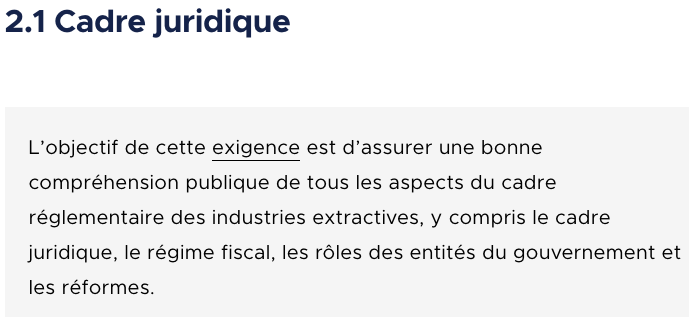 2.1 Cadre juridique
L’objectif de cette exigence est d’assurer une bonne
compréhension publique de tous les aspects du cadre
réglementaire des industries extractives, y compris le cadre
juridique, le régime fiscal, les rôles des entités du gouvernement et
les réformes.